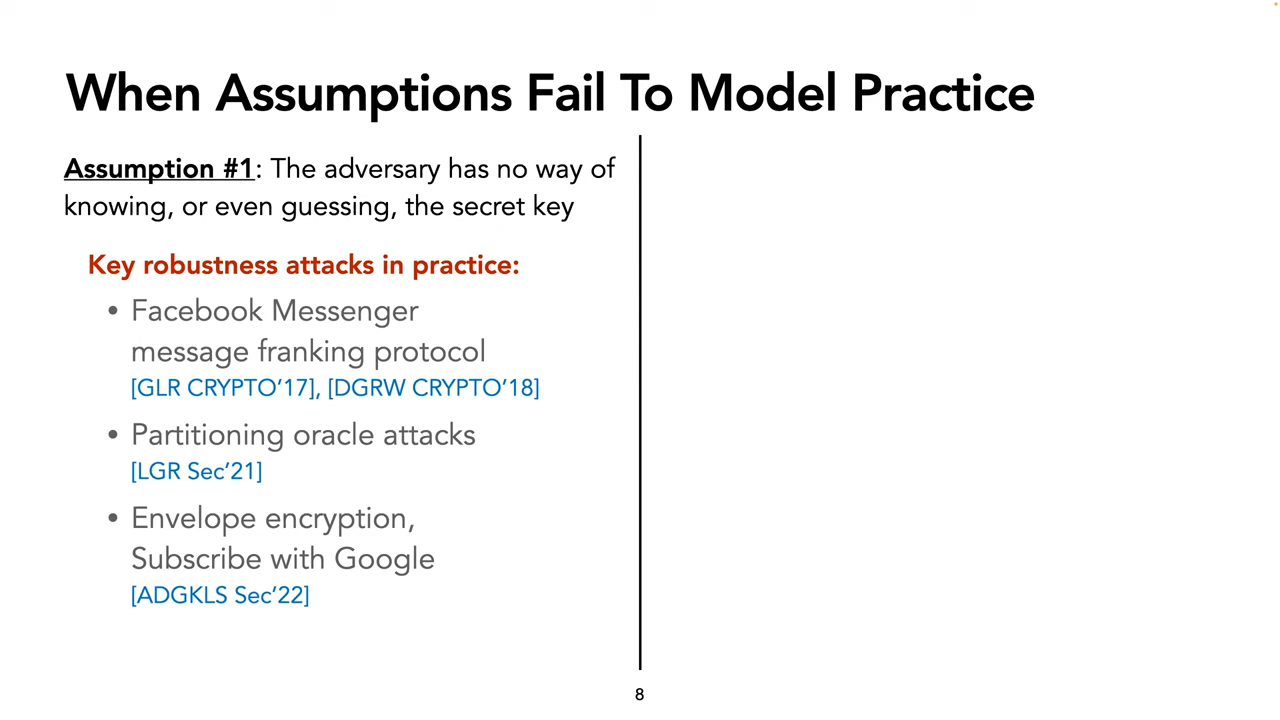 When Assumptions Fail To Model Practice
Assumption #1: The adversary has no way of
knowing, or even guessing, the secret key
Key robustness attacks in practice:
• Facebook Messenger
message franking protocol
[GLR CRYPTO’17], [DGRW CRYPTO’18]
• Partitioning oracle attacks
[LGR Sec’21]
• Envelope encryption,
Subscribe with Google
[ADGKLS Sec’22]
8